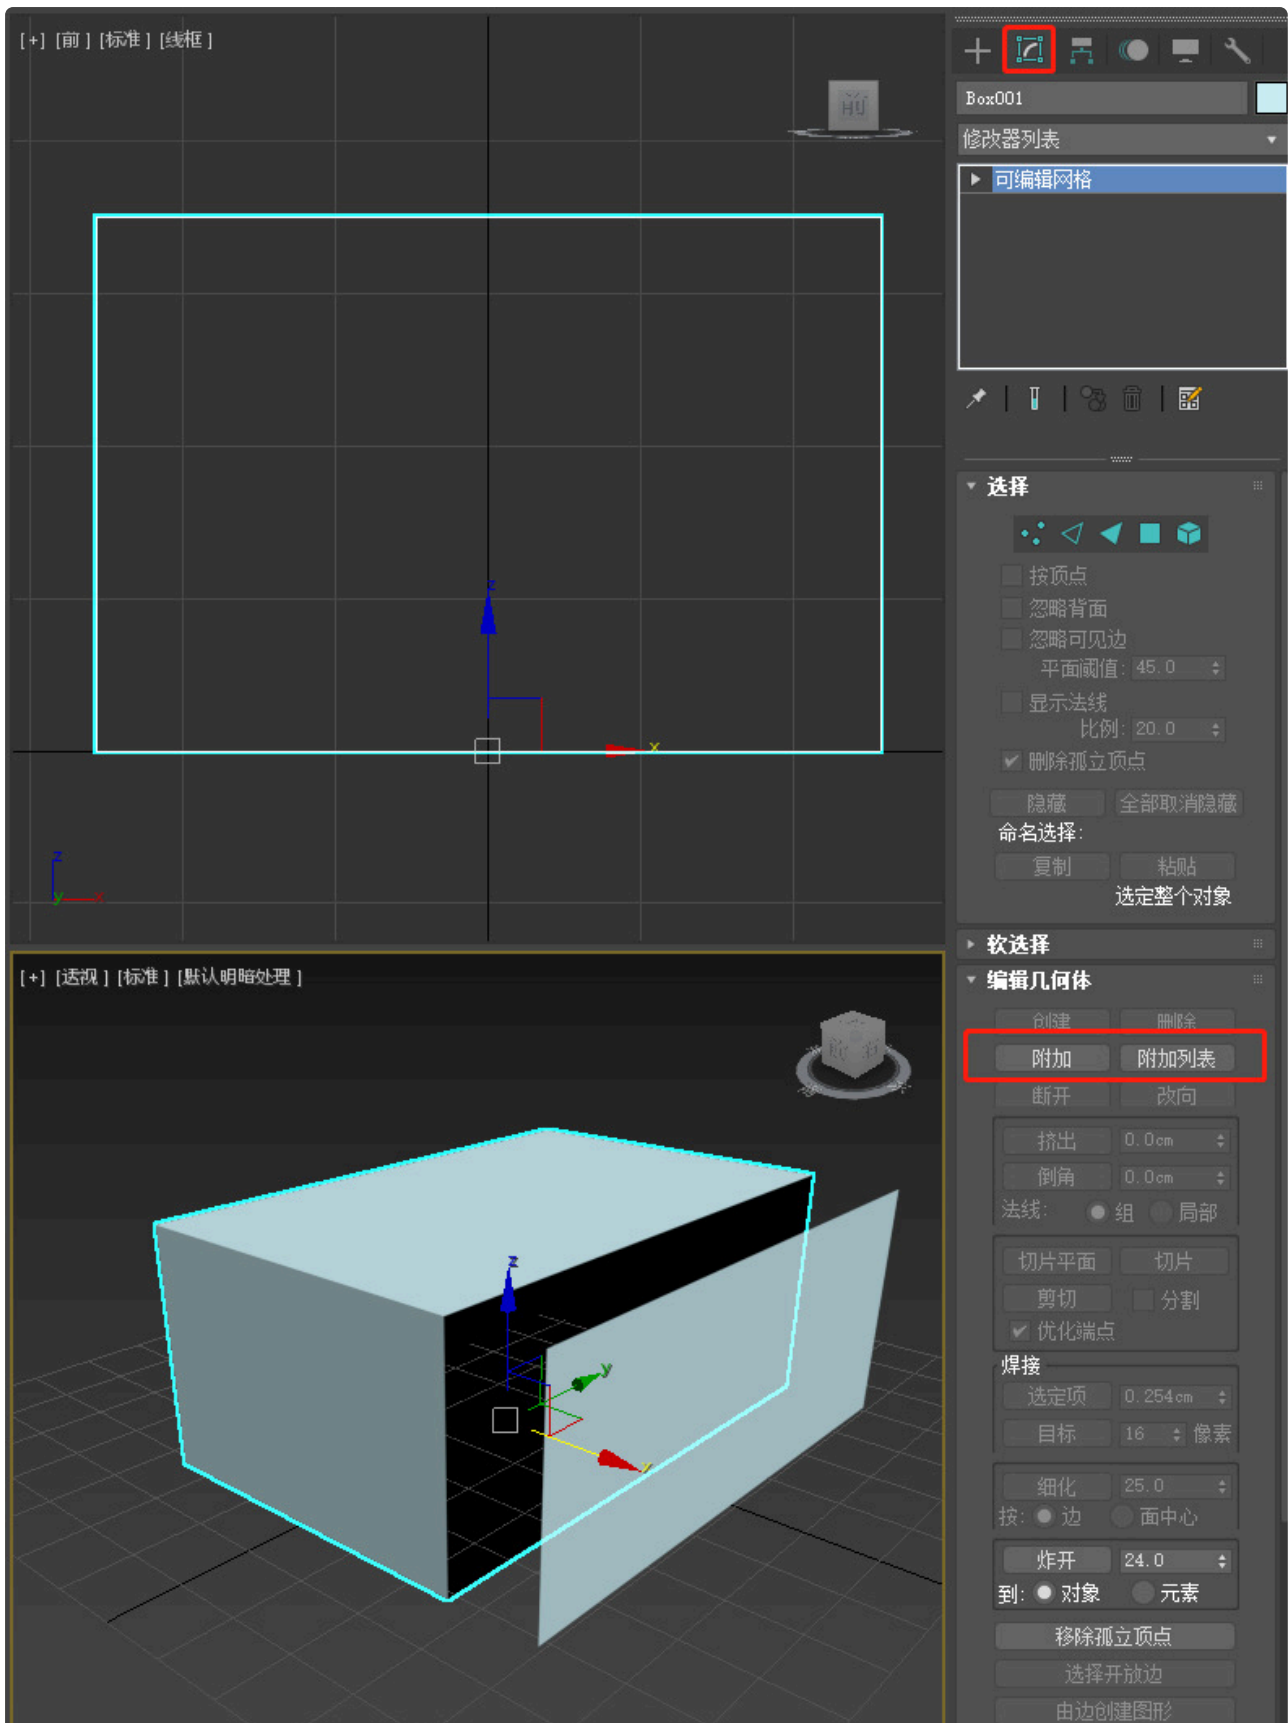 [+] [前] [标准] [线框]
Box001
修改器列表
可编辑网格
选择
按顶点
忽略背面
忽略可见边
平面阈值: 45.0
显示法线
比例: 20.0
删除孤立顶点
隐藏 全部取消隐藏
命名选择:
复制 粘贴
选定整个对象
软选择
编辑几何体
创建 删除
附加 附加列表
断开 改向
挤出 0.0cm
倒角 0.0cm
法线: 组 局部
切片平面 切片
剪切 分割
优化端点
焊接
选定项 0.254cm
目标 16 像素
细化 25.0
按: 边 面中心
炸开 24.0
到: 对象 元素
移除孤立顶点
选择开放边
由边创建图形
z
x
z
y x
[+] [透视] [标准] [默认明暗处理]
前 右
z
y